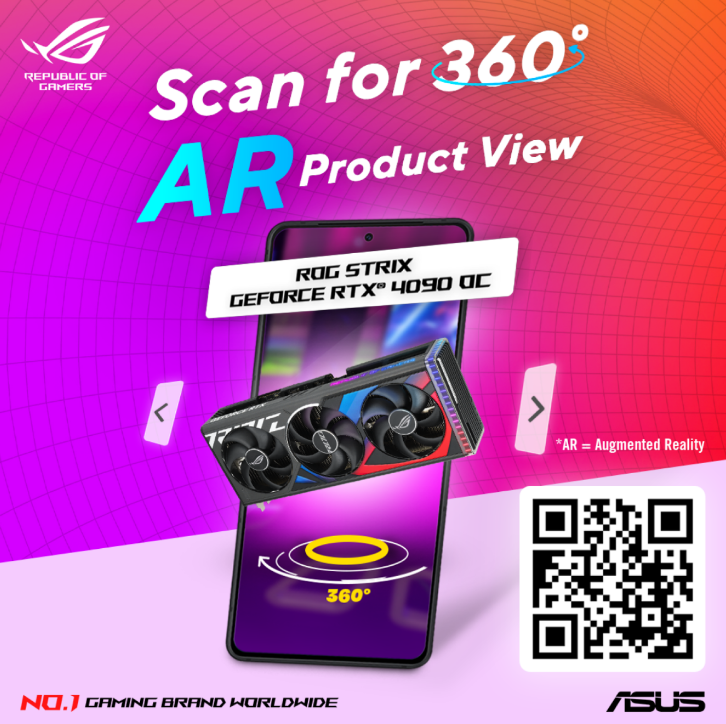 REPUBLIC OF
GAMERS
Scan for 360°
AR Product View
ROG STRIX
GEFORCE RTX® 4090 OC
<
>
*AR = Augmented Reality
360°
NO.1 GAMING BRAND WORLDWIDE
ASUS